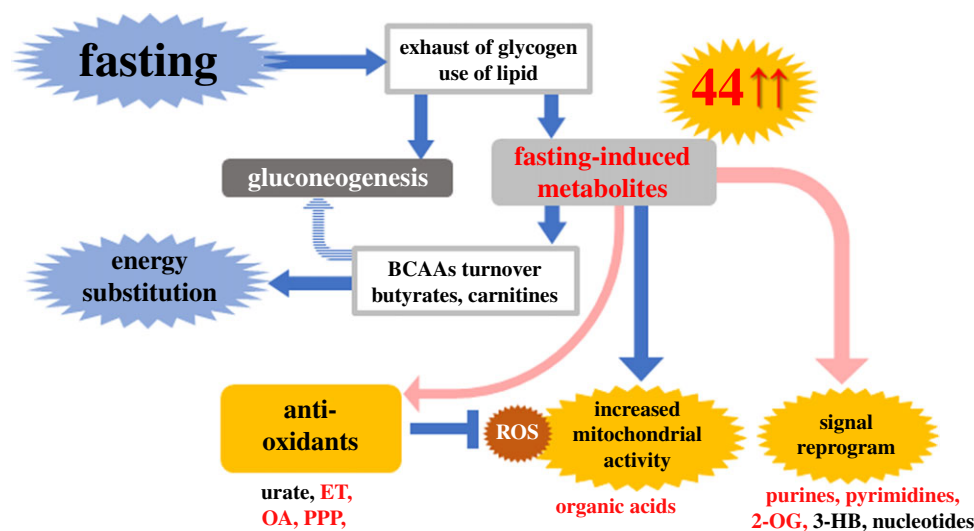 fasting
exhaust of glycogen
use of lipid
44↑↑
gluconeogenesis
fasting-induced
metabolites
energy
substitution
BCAAs turnover
butyrates, carnitines
anti-
oxidants
ROS
increased
mitochondrial
activity
signal
reprogram
urate, ET,
OA, PPP,
organic acids
purines, pyrimidines,
2-OG, 3-HB, nucleotides